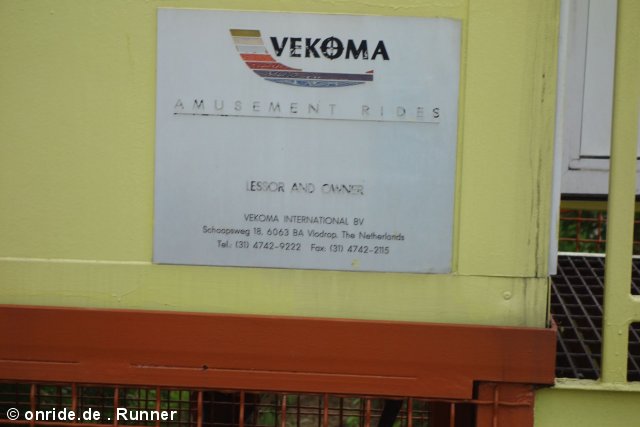 VEKOMA
AMUSEMENT RIDES
LESSOR AND OWNER
VEKOMA INTERNATIONAL BV
Schaapsweg 18, 6063 BA Vlodrop, The Netherlands
Tel.: (31) 4742-9222 Fax: (31) 4742-2115
© onride.de . Runner